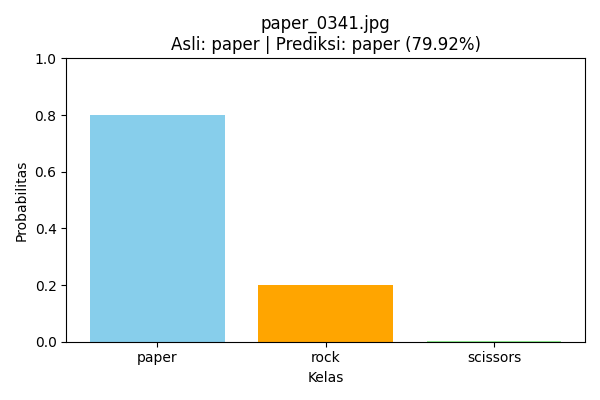 paper_0341.jpg
Asli: paper | Prediksi: paper (79.92%)
1.0
0.8
0.6
0.4
0.2
0.0
Probabilitas
paper rock scissors
Kelas